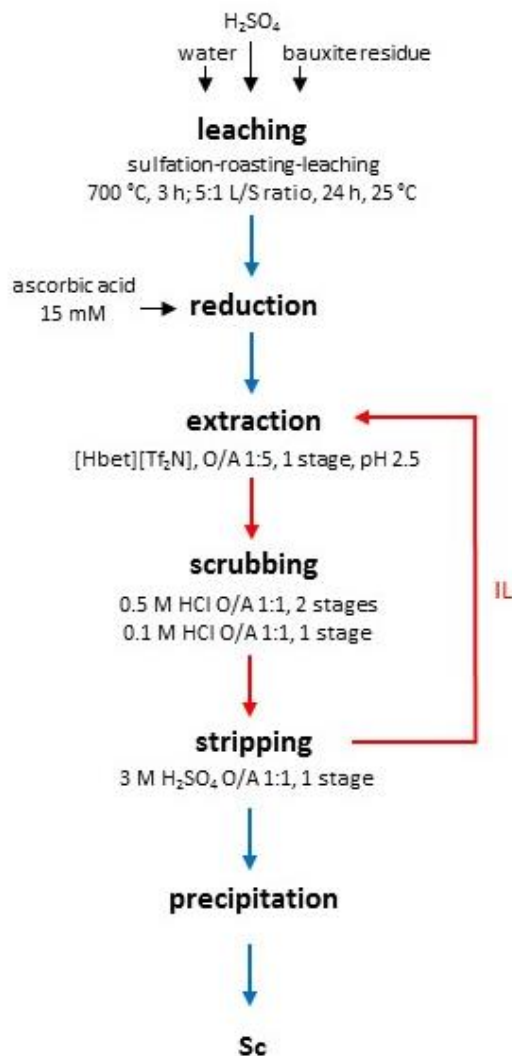 H₂SO₄
water
bauxite residue
leaching
sulfation-roasting-leaching
700 ⁰C, 3 h; 5:1 L/S ratio, 24 h, 25 ⁰C
ascorbic acid
15 mM
reduction
extraction
[Hbet][Tf₂N], O/A 1:5, 1 stage, pH 2.5
scrubbing
0.5 M HCl O/A 1:1, 2 stages
0.1 M HCl O/A 1:1, 1 stage
IL
stripping
3 M H₂SO₄ O/A 1:1, 1 stage
precipitation
Sc